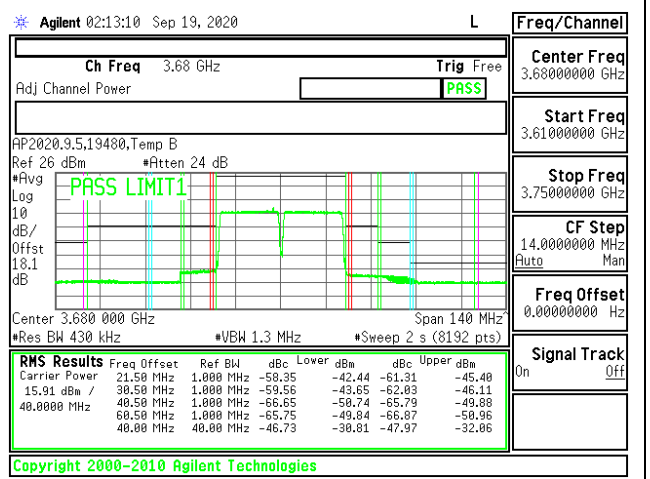 Agilent 02:13:10 Sep 19, 2020 L
Freq/Channel
Ch Freq 3.68 GHz Trig Free
Adj Channel Power PASS
Center Freq
3.68000000 GHz
Start Freq
3.61000000 GHz
Stop Freq
3.75000000 GHz
CF Step
14.0000000 MHz
Auto Man
Freq Offset
0.00000000 Hz
Signal Track
On Off
AP2020.9.5,19480,Temp B
Ref 26 dBm #Atten 24 dB
#Avg
Log
10
dB/
Offst
18.1
dB
PASS LIMIT1
Center 3.680 000 GHz Span 140 MHz^
#Res BW 430 kHz #VBW 1.3 MHz #Sweep 2 s (8192 pts)
RMS Results Freq Offset Ref BW dBc Lower dBm dBc Upper dBm
Carrier Power 21.50 MHz 1.000 MHz -58.35 -42.44 -61.31 -45.40
15.91 dBm / 30.50 MHz 1.000 MHz -59.56 -43.65 -62.03 -46.11
40.0000 MHz 40.50 MHz 1.000 MHz -66.65 -50.74 -65.79 -49.88
60.50 MHz 1.000 MHz -65.75 -49.84 -66.87 -50.96
40.00 MHz 40.00 MHz -46.73 -30.81 -47.97 -32.06
Copyright 2000-2010 Agilent Technologies